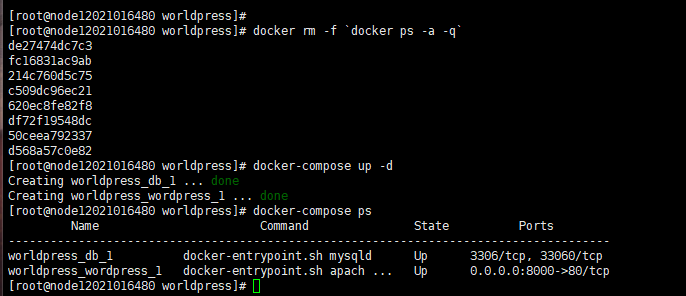 [root@node12021016480 worldpress]#
[root@node12021016480 worldpress]# docker rm -f `docker ps -a -q`
de27474dc7c3
fc16831ac9ab
214c760d5c75
c509dc96ec21
620ec8fe82f8
df72f19548dc
50ceea792337
d568a57c0e82
[root@node12021016480 worldpress]# docker-compose up -d
Creating worldpress_db_1 ... done
Creating worldpress_wordpress_1 ... done
[root@node12021016480 worldpress]# docker-compose ps
         Name                       Command               State          Ports
--------------------------------------------------------------------------------------
worldpress_db_1          docker-entrypoint.sh mysqld      Up      3306/tcp, 33060/tcp
worldpress_wordpress_1   docker-entrypoint.sh apach ...   Up      0.0.0.0:8000->80/tcp
[root@node12021016480 worldpress]#